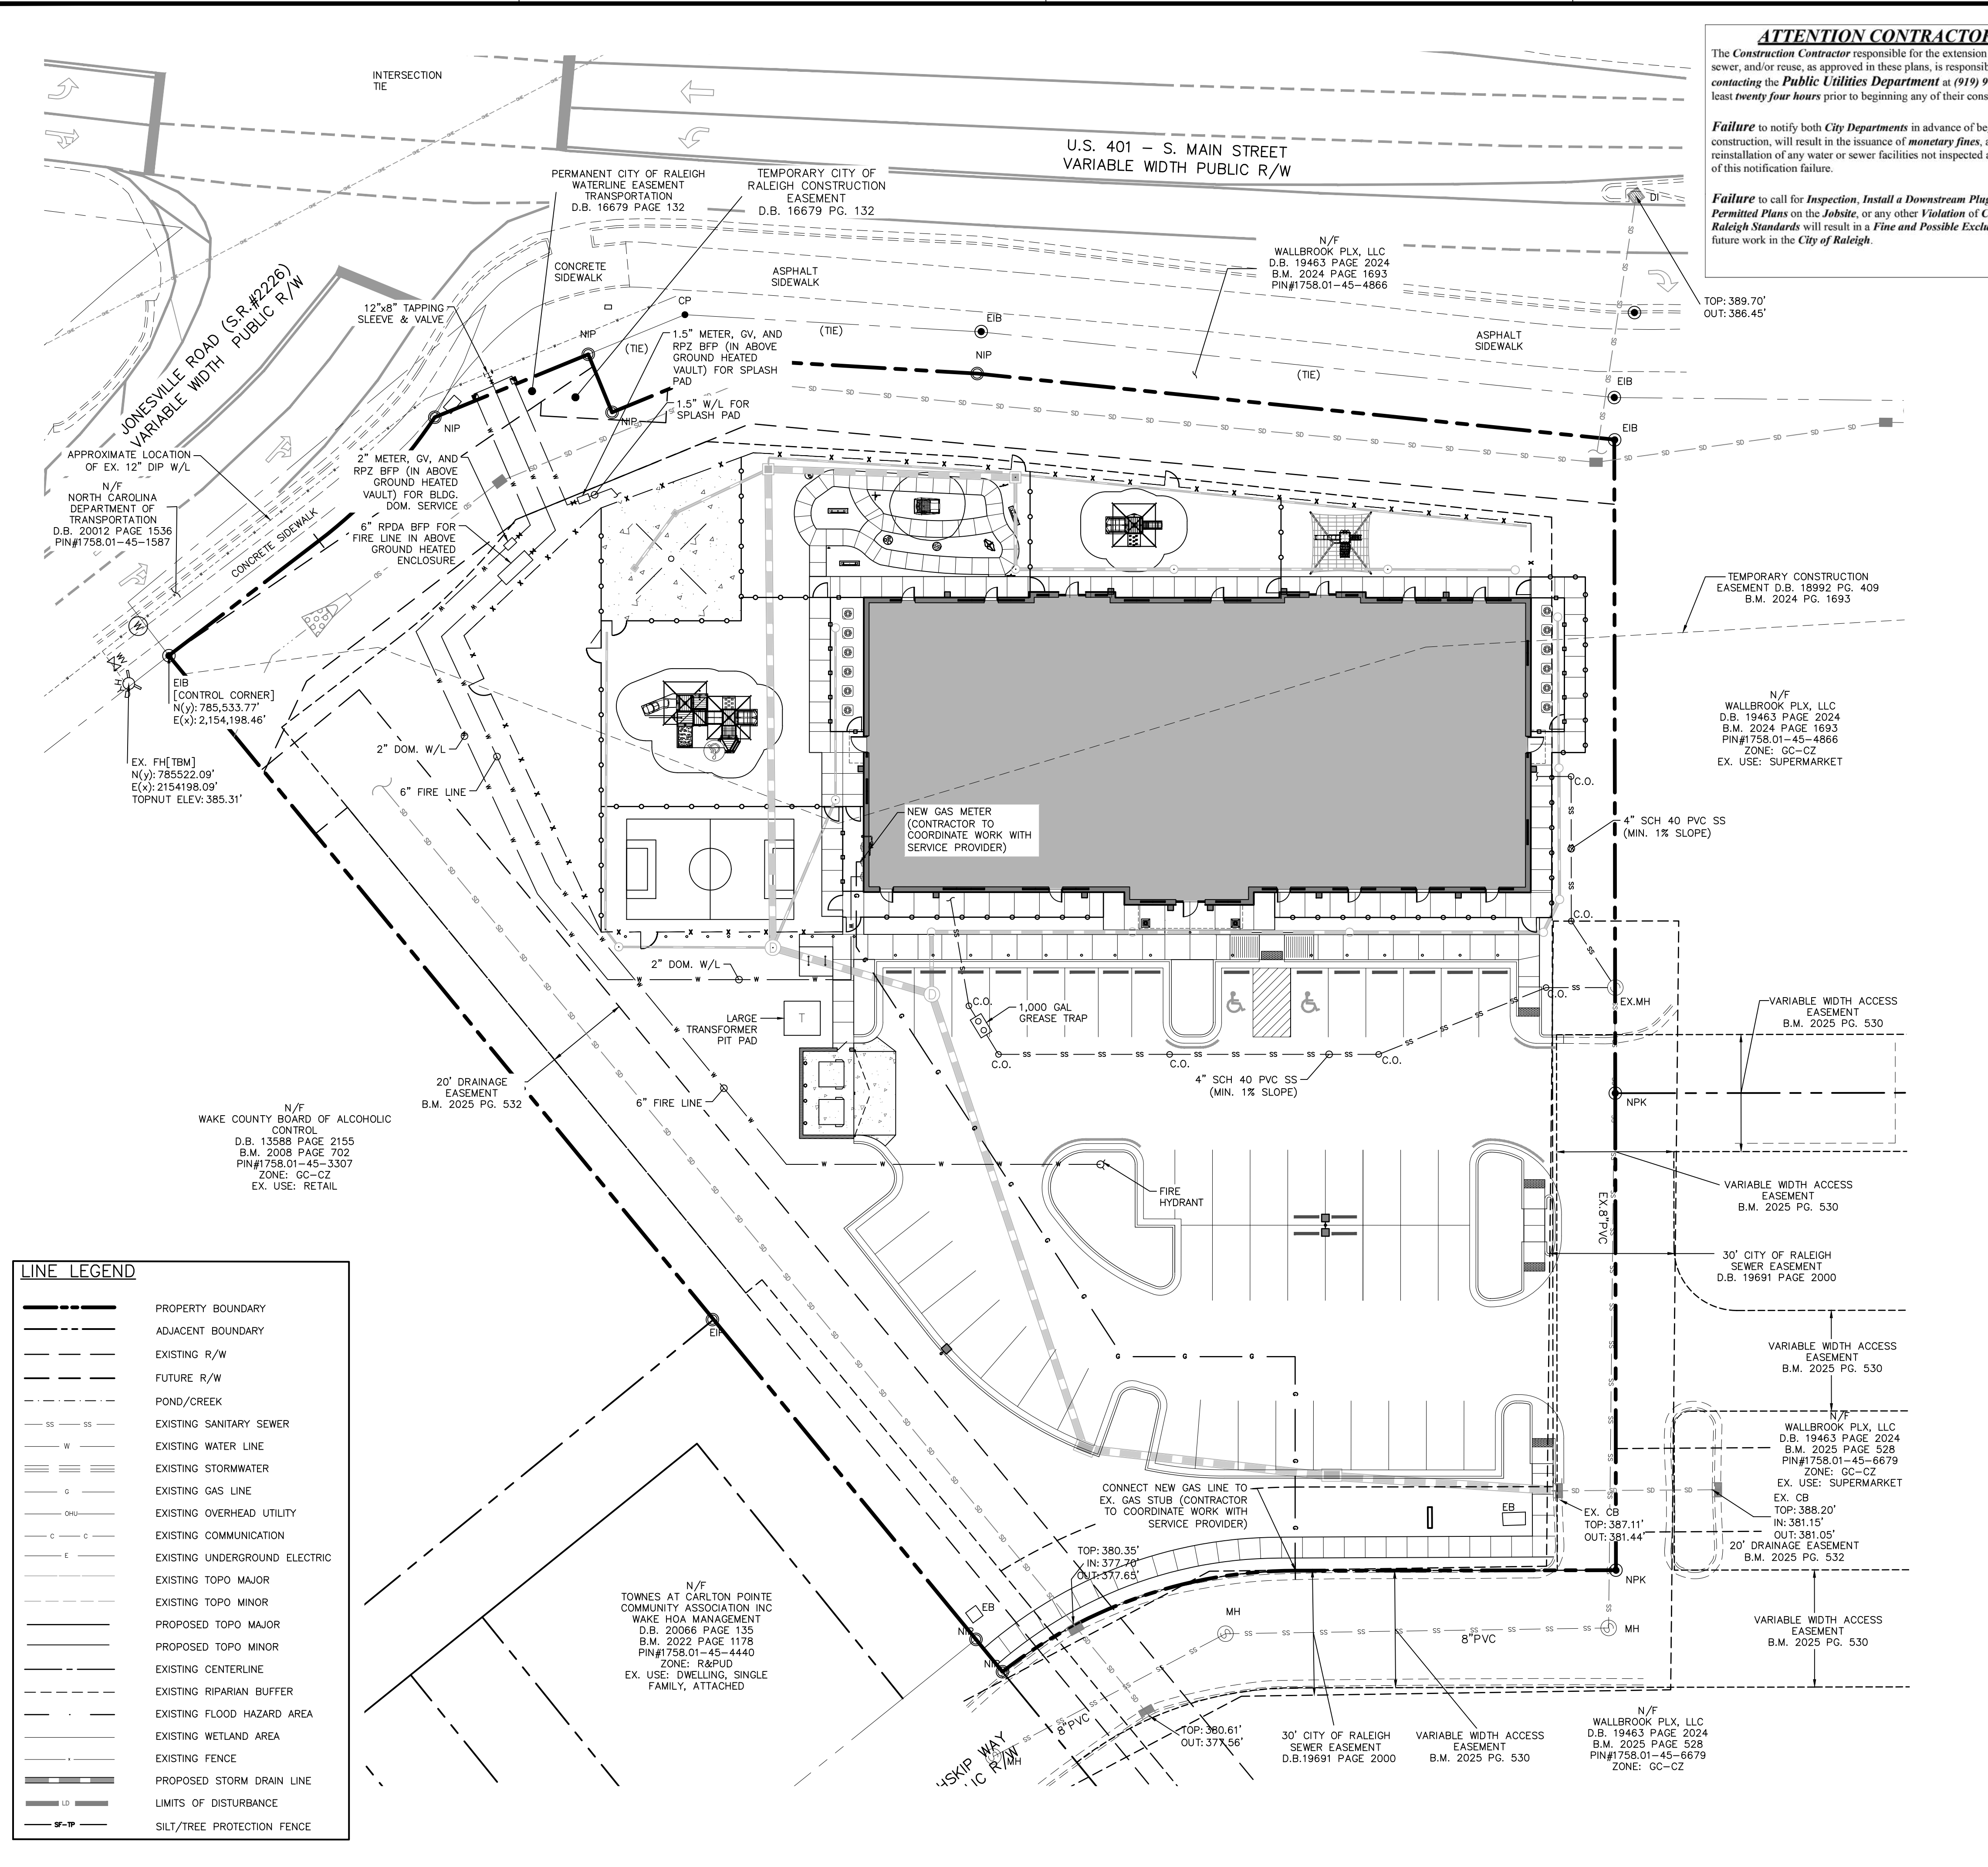 ATTENTION CONTRACTOR
The Construction Contractor responsible for the extension
sewer, and/or reuse, as approved in these plans, is
contacting the Public Utilities Department at (919)
least twenty four hours prior to beginning any of their
Failure to notify both City Departments in advance of
construction, will result in the issuance of monetary fines,
reinstallation of any water or sewer facilities not inspected
of this notification failure.
Failure to call for Inspection, Install a Downstream
Permitted Plans on the Jobsite, or any other Violation of
Raleigh Standards will result in a Fine and Possible
future work in the City of Raleigh.
INTERSECTION
TIE
U.S. 401 – S. MAIN STREET
VARIABLE WIDTH PUBLIC R/W
PERMANENT CITY OF RALEIGH
WATERLINE EASEMENT
TRANSPORTATION
D.B. 16679 PAGE 132
TEMPORARY CITY OF
RALEIGH CONSTRUCTION
EASEMENT
D.B. 16679 PG. 132
DI
SD
N/F
WALLBROOK PLX, LLC
D.B. 19463 PAGE 2024
B.M. 2024 PAGE 1693
PIN#1758.01-45-4866
CONCRETE
SIDEWALK
ASPHALT
SIDEWALK
TOP: 389.70'
OUT: 386.45'
JONESVILLE ROAD (S.R.#2226)
VARIABLE WIDTH PUBLIC R/W
12"x8" TAPPING
SLEEVE & VALVE
CP
NIP
(TIE)
1.5" METER, GV, AND
RPZ BFP (IN ABOVE
GROUND HEATED
VAULT) FOR SPLASH
PAD
(TIE)
EIB
NIP
(TIE)
ASPHALT
SIDEWALK
EIB
EIB
1.5" W/L FOR
SPLASH PAD
NIP
NIP
APPROXIMATE LOCATION
OF EX. 12" DIP W/L
N/F
NORTH CAROLINA
DEPARTMENT OF
TRANSPORTATION
D.B. 20012 PAGE 1536
PIN#1758.01-45-1587
2" METER, GV, AND
RPZ BFP (IN ABOVE
GROUND HEATED
VAULT) FOR BLDG.
DOM. SERVICE
6" RPDA BFP FOR
FIRE LINE IN ABOVE
GROUND HEATED
ENCLOSURE
CONCRETE SIDEWALK
TEMPORARY CONSTRUCTION
EASEMENT D.B. 18992 PG. 409
B.M. 2024 PG. 1693
W
WV
HYD
EIB
[CONTROL CORNER]
N(y): 785,533.77'
E(x): 2,154,198.46'
EX. FH[TBM]
N(y): 785522.09'
E(x): 2154198.09'
TOPNUT ELEV: 385.31'
N/F
WALLBROOK PLX, LLC
D.B. 19463 PAGE 2024
B.M. 2024 PAGE 1693
PIN#1758.01-45-4866
ZONE: GC-CZ
EX. USE: SUPERMARKET
2" DOM. W/L
6" FIRE LINE
NEW GAS METER
(CONTRACTOR TO
COORDINATE WORK WITH
SERVICE PROVIDER)
C.O.
4" SCH 40 PVC SS
(MIN. 1% SLOPE)
C.O.
2" DOM. W/L
D
D
C.O.
1,000 GAL
GREASE TRAP
C.O.
EX.MH
LARGE
TRANSFORMER
PIT PAD
T
C.O.
C.O.
C.O.
4" SCH 40 PVC SS
(MIN. 1% SLOPE)
VARIABLE WIDTH ACCESS
EASEMENT
B.M. 2025 PG. 530
20' DRAINAGE
EASEMENT
B.M. 2025 PG. 532
6" FIRE LINE
NPK
N/F
WAKE COUNTY BOARD OF ALCOHOLIC
CONTROL
D.B. 13588 PAGE 2155
B.M. 2008 PAGE 702
PIN#1758.01-45-3307
ZONE: GC-CZ
EX. USE: RETAIL
FIRE
HYDRANT
EX.8"PVC
VARIABLE WIDTH ACCESS
EASEMENT
B.M. 2025 PG. 530
30' CITY OF RALEIGH
SEWER EASEMENT
D.B. 19691 PAGE 2000
EIP
VARIABLE WIDTH ACCESS
EASEMENT
B.M. 2025 PG. 530
LINE LEGEND
PROPERTY BOUNDARY
ADJACENT BOUNDARY
EXISTING R/W
FUTURE R/W
POND/CREEK
SS SS EXISTING SANITARY SEWER
W EXISTING WATER LINE
EXISTING STORMWATER
G EXISTING GAS LINE
OHU EXISTING OVERHEAD UTILITY
C C EXISTING COMMUNICATION
E EXISTING UNDERGROUND ELECTRIC
EXISTING TOPO MAJOR
EXISTING TOPO MINOR
PROPOSED TOPO MAJOR
PROPOSED TOPO MINOR
EXISTING CENTERLINE
EXISTING RIPARIAN BUFFER
EXISTING FLOOD HAZARD AREA
EXISTING WETLAND AREA
x EXISTING FENCE
PROPOSED STORM DRAIN LINE
LD LIMITS OF DISTURBANCE
SF-TP SILT/TREE PROTECTION FENCE
N/F
WALLBROOK PLX, LLC
D.B. 19463 PAGE 2024
B.M. 2025 PAGE 528
PIN#1758.01-45-6679
ZONE: GC-CZ
EX. USE: SUPERMARKET
CONNECT NEW GAS LINE TO
EX. GAS STUB (CONTRACTOR
TO COORDINATE WORK WITH
SERVICE PROVIDER)
EB
EX. CB
TOP: 387.11'
OUT: 381.44'
EX. CB
TOP: 388.20'
IN: 381.15'
OUT: 381.05'
20' DRAINAGE EASEMENT
B.M. 2025 PG. 532
TOP: 380.35'
IN: 377.70'
OUT: 377.65'
NPK
N/F
TOWNES AT CARLTON POINTE
COMMUNITY ASSOCIATION INC
WAKE HOA MANAGEMENT
D.B. 20066 PAGE 135
B.M. 2022 PAGE 1178
PIN#1758.01-45-4440
ZONE: R&PUD
EX. USE: DWELLING, SINGLE
FAMILY, ATTACHED
EB
NIP
NIP
MH
8"PVC
MH
VARIABLE WIDTH ACCESS
EASEMENT
B.M. 2025 PG. 530
8"PVC
MH
TOP: 380.61'
OUT: 377.56'
30' CITY OF RALEIGH
SEWER EASEMENT
D.B.19691 PAGE 2000
VARIABLE WIDTH ACCESS
EASEMENT
B.M. 2025 PG. 530
N/F
WALLBROOK PLX, LLC
D.B. 19463 PAGE 2024
B.M. 2025 PAGE 528
PIN#1758.01-45-6679
ZONE: GC-CZ
WAY
R/W